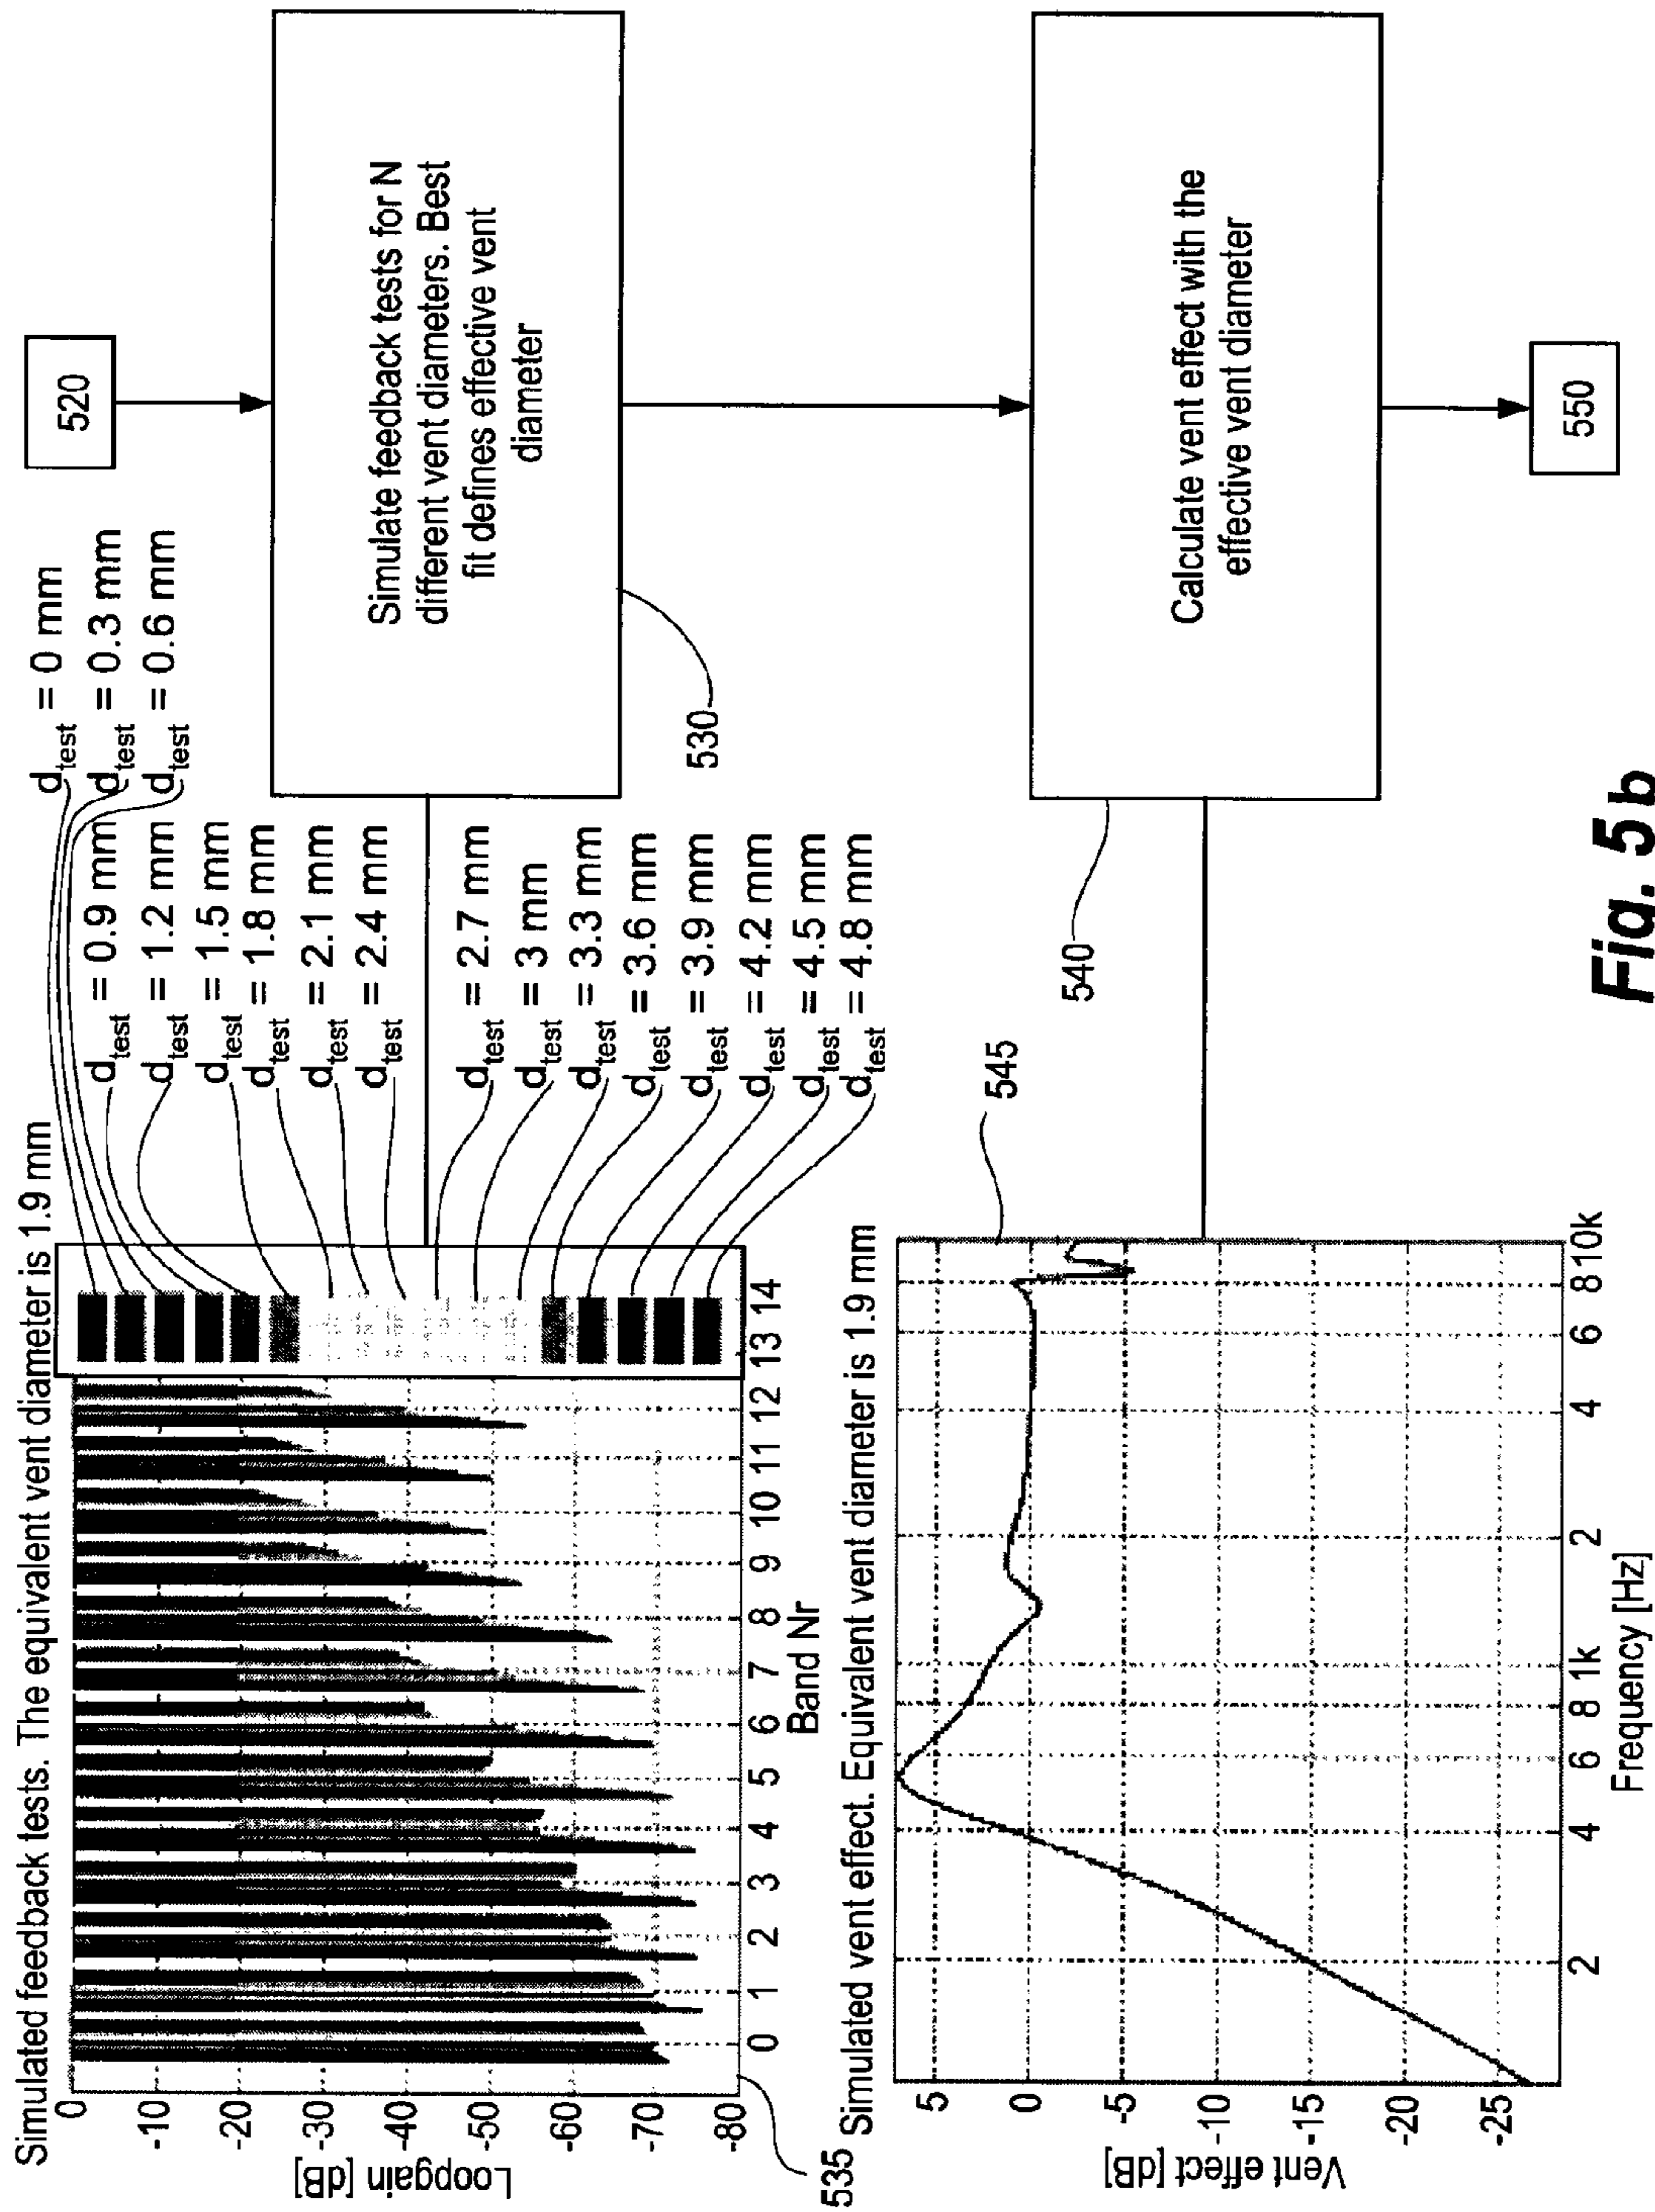 Simulated feedback tests. The equivalent vent diameter is 1.9 mm
Loopgain [dB]
0
-10
-20
-30
-40
-50
-60
-70
-80
0 1 2 3 4 5 6 7 8 9 10 11 12 13 14
Band Nr
535
d_test = 0 mm
d_test = 0.3 mm
d_test = 0.6 mm
d_test = 0.9 mm
d_test = 1.2 mm
d_test = 1.5 mm
d_test = 1.8 mm
d_test = 2.1 mm
d_test = 2.4 mm
d_test = 2.7 mm
d_test = 3 mm
d_test = 3.3 mm
d_test = 3.6 mm
d_test = 3.9 mm
d_test = 4.2 mm
d_test = 4.5 mm
d_test = 4.8 mm
520
Simulate feedback tests for N
different vent diameters. Best
fit defines effective vent
diameter
530
Simulated vent effect. Equivalent vent diameter is 1.9 mm
Vent effect [dB]
5
0
-5
-10
-15
-20
-25
2 4 6 8 1k 2 4 6 8 10k
Frequency [Hz]
545
Calculate vent effect with the
effective vent diameter
540
550
Fig. 5b